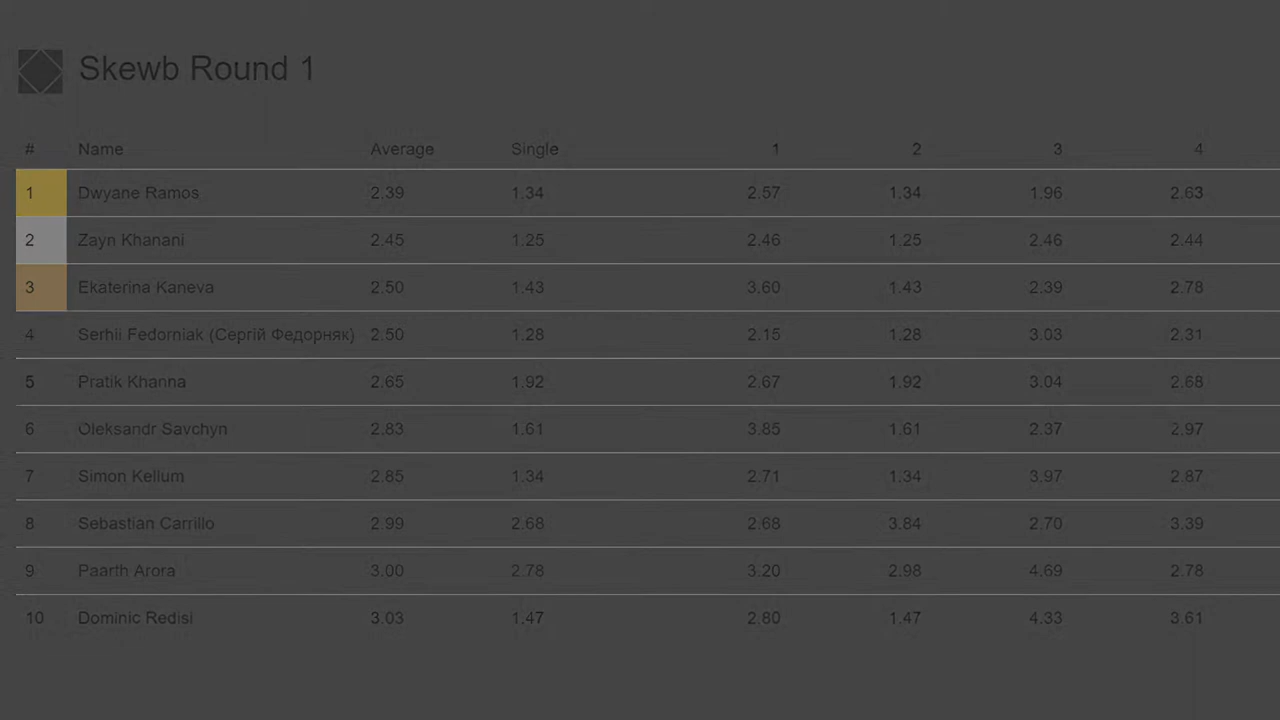 Skewb Round 1
# Name Average Single 1 2 3 4
1 Dwyane Ramos 2.39 1.34 2.57 1.34 1.96 2.63
2 Zayn Khanani 2.45 1.25 2.46 1.25 2.46 2.44
3 Ekaterina Kaneva 2.50 1.43 3.60 1.43 2.39 2.78
4 Serhii Fedorniak (Сергій Федорняк) 2.50 1.28 2.15 1.28 3.03 2.31
5 Pratik Khanna 2.65 1.92 2.67 1.92 3.04 2.68
6 Oleksandr Savchyn 2.83 1.61 3.85 1.61 2.37 2.97
7 Simon Kellum 2.85 1.34 2.71 1.34 3.97 2.87
8 Sebastian Carrillo 2.99 2.68 2.68 3.84 2.70 3.39
9 Paarth Arora 3.00 2.78 3.20 2.98 4.69 2.78
10 Dominic Redisi 3.03 1.47 2.80 1.47 4.33 3.61